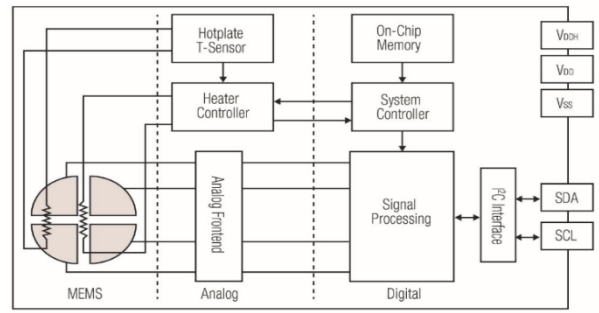 Hotplate
T-Sensor
On-Chip
Memory
VDDH
VDD
VSS
Heater
Controller
System
Controller
Analog Frontend
Signal
Processing
I²C Interface
SDA
SCL
MEMS
Analog
Digital